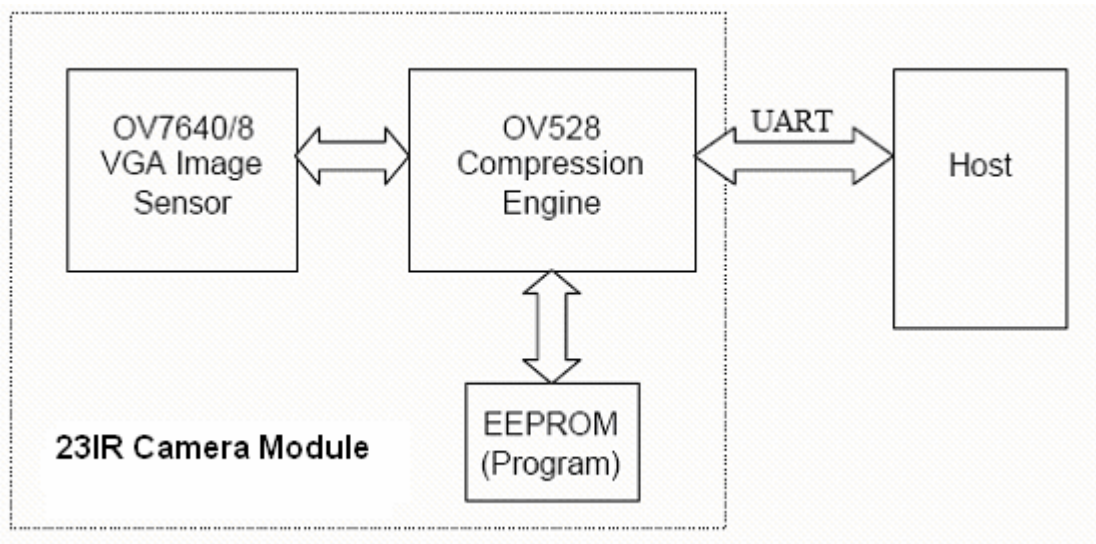 OV7640/8
VGA Image
Sensor
OV528
Compression
Engine
UART
Host
EEPROM
(Program)
23IR Camera Module